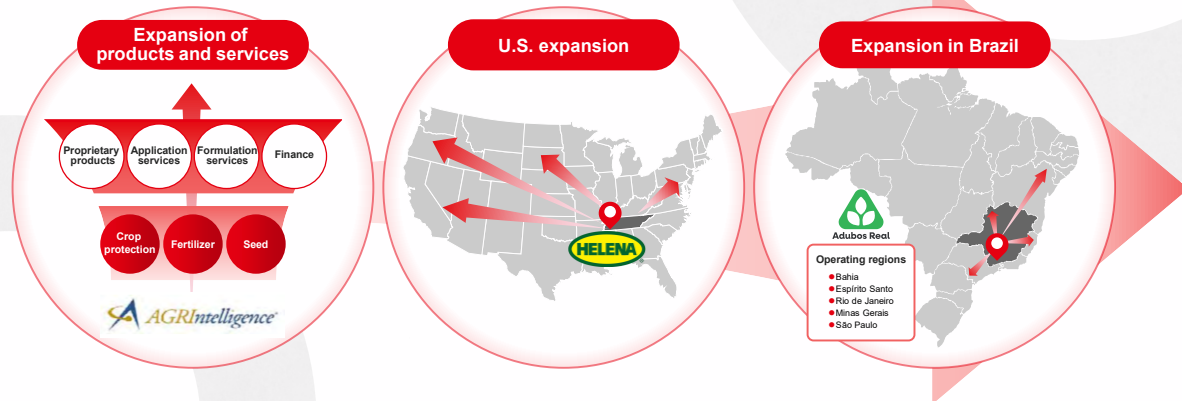 Expansion of
products and services
Proprietary
products
Application
services
Formulation
services
Finance
Crop
protection
Fertilizer
Seed
AGRIntelligence
U.S. expansion
HELENA
Expansion in Brazil
Adubos Real
Operating regions
●Bahia
●Espírito Santo
●Rio de Janeiro
●Minas Gerais
●São Paulo